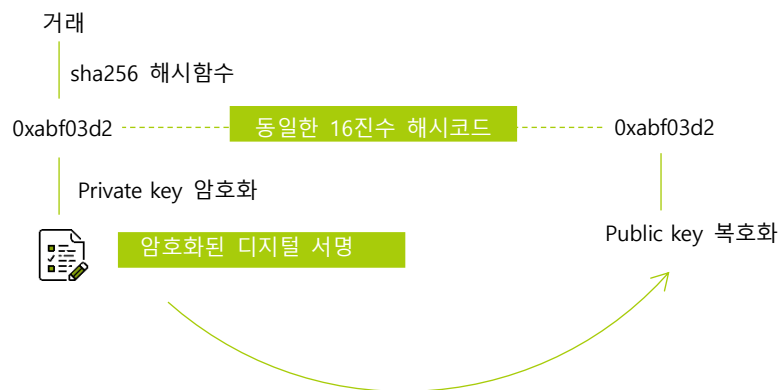 거래
sha256 해시함수
0xabf03d2
동일한 16진수 해시코드
0xabf03d2
Private key 암호화
암호화된 디지털 서명
Public key 복호화